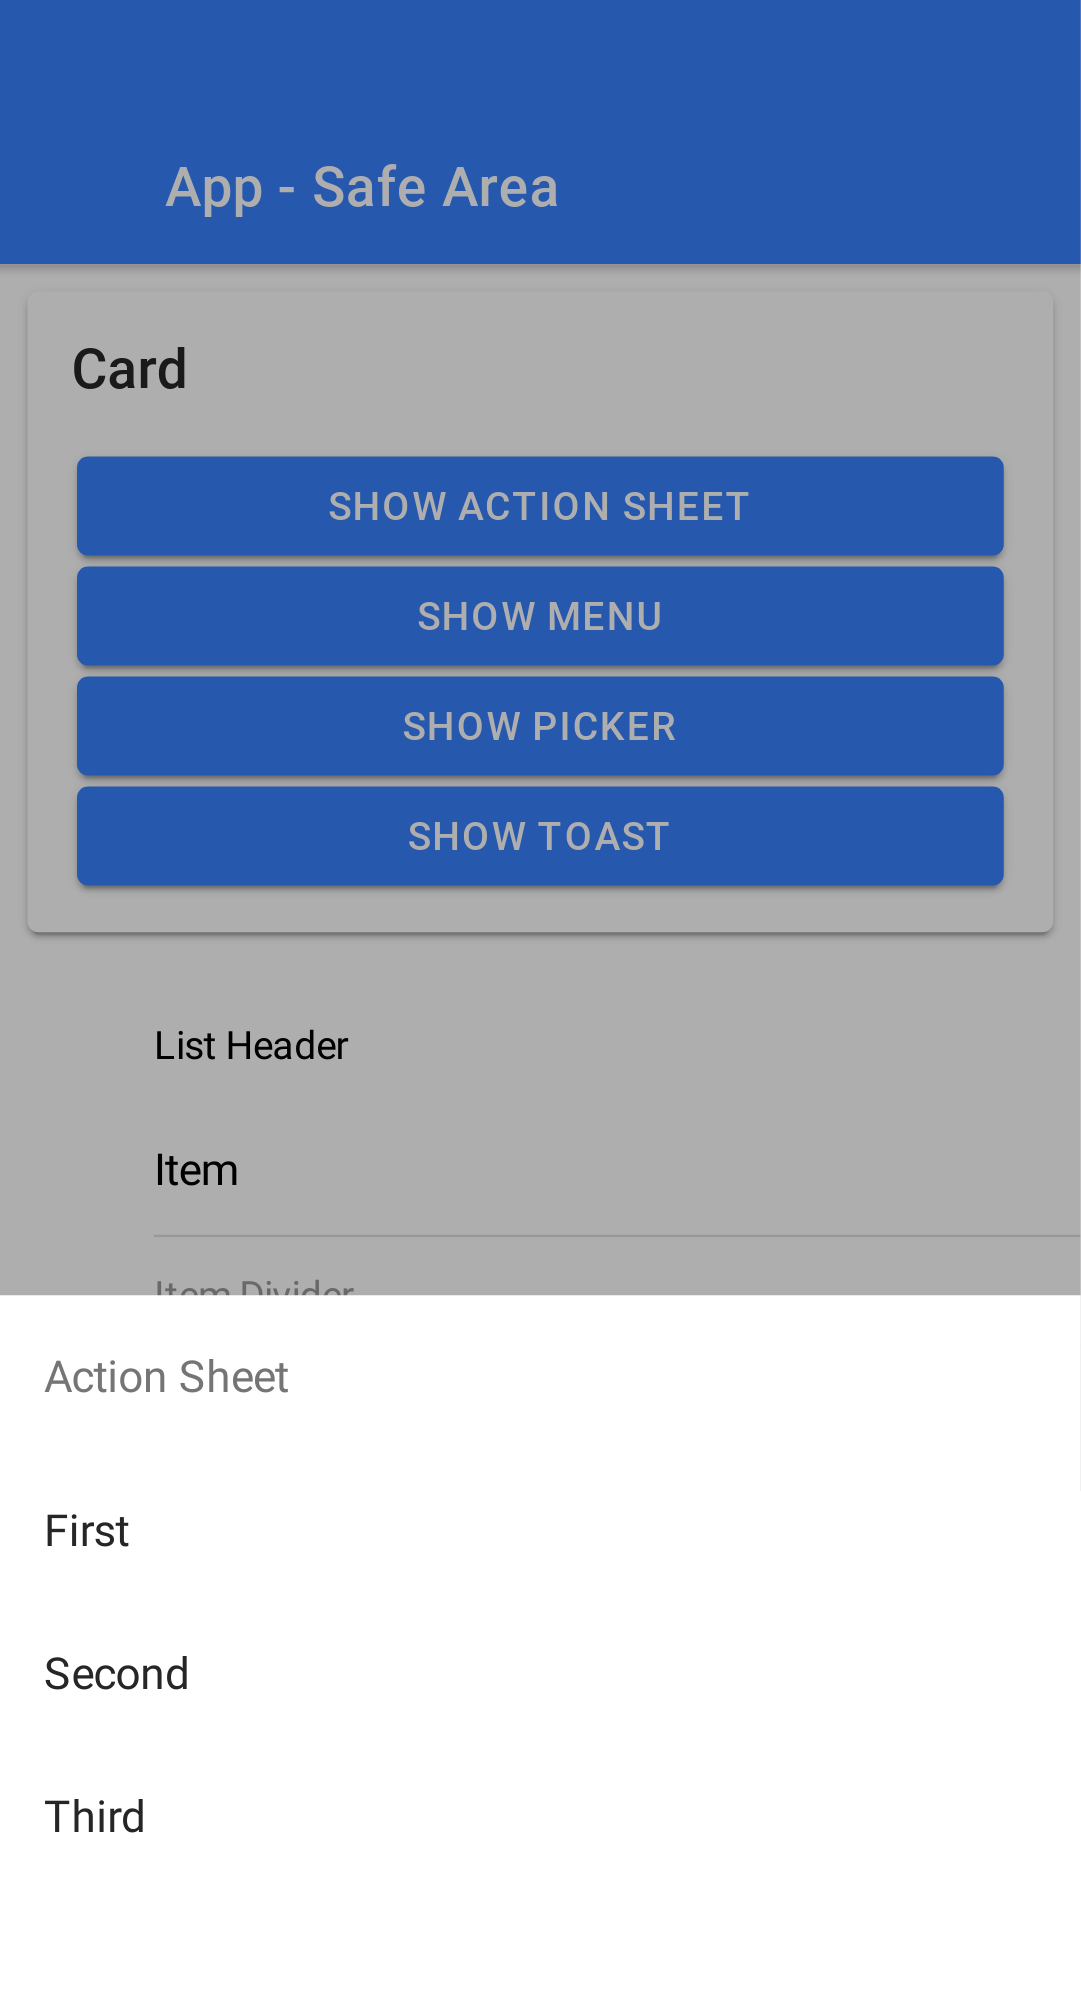 App - Safe Area
Card
SHOW ACTION SHEET
SHOW MENU
SHOW PICKER
SHOW TOAST
List Header
Item
Item Divider
Action Sheet
First
Second
Third